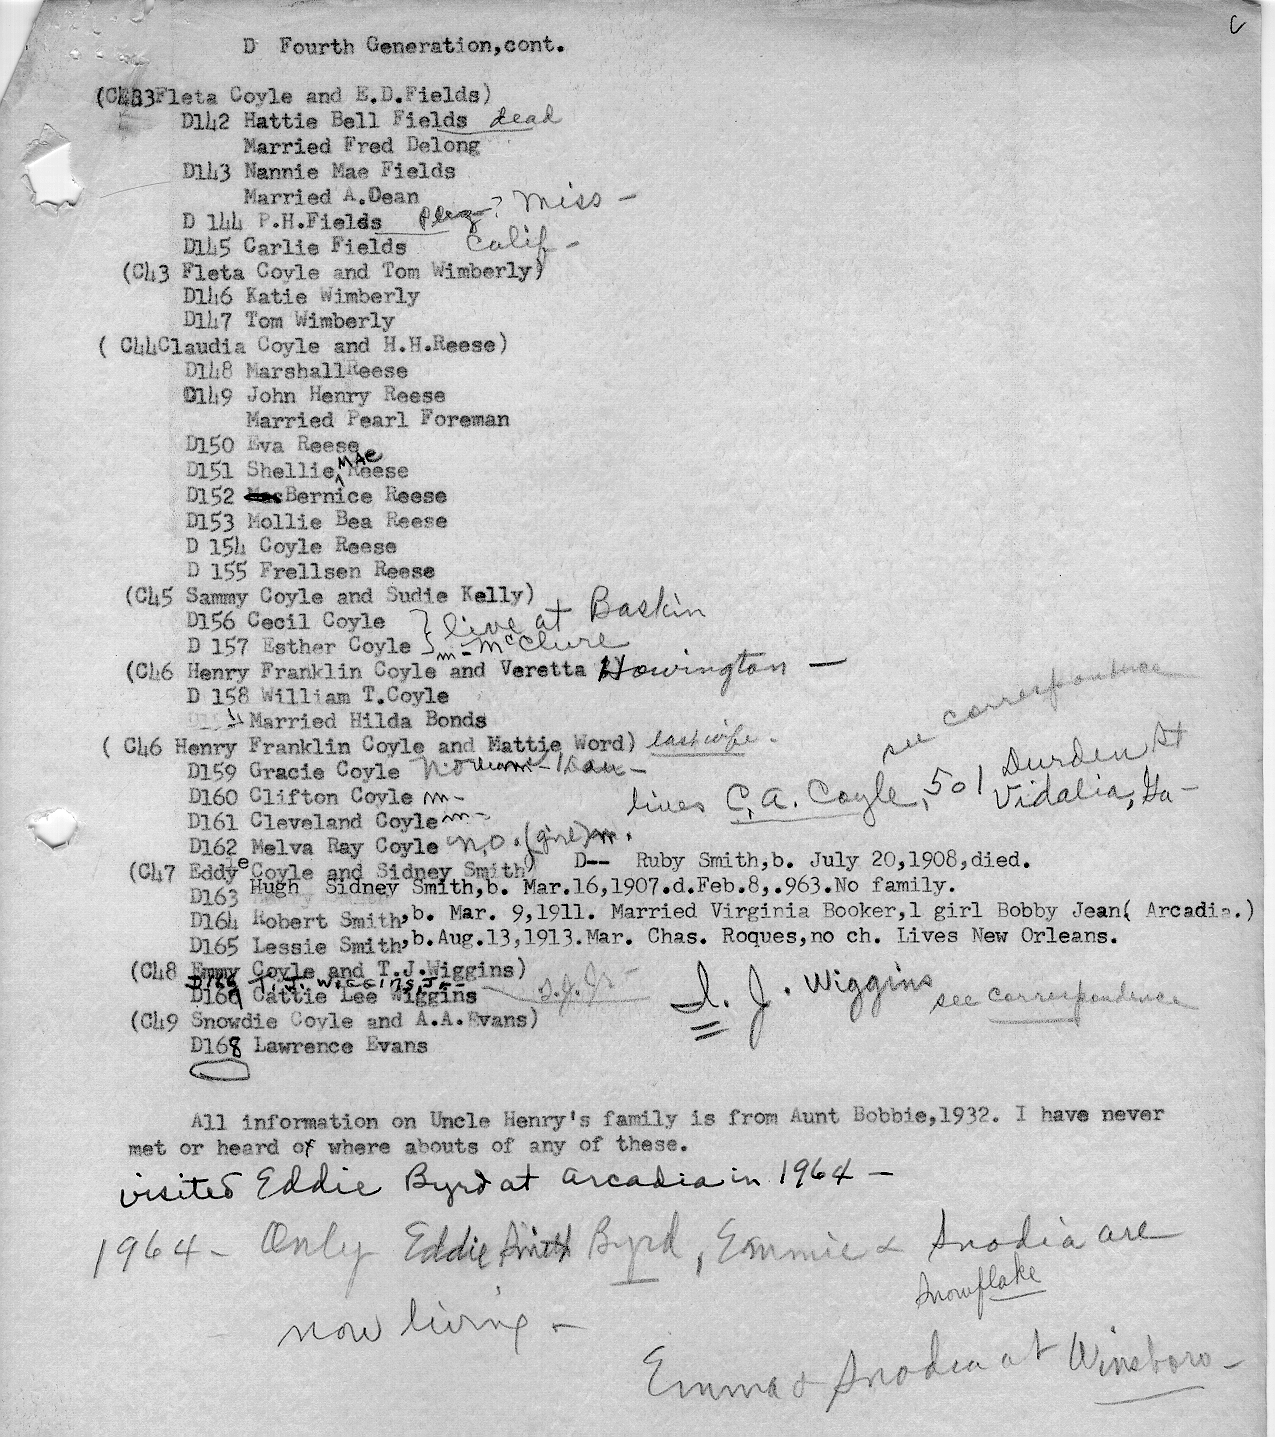 C
D Fourth Generation,cont.
(C43 Fleta Coyle and E.D.Fields)
D142 Hattie Bell Fields dead
Married Fred Delong
D143 Nannie Mae Fields
Married A.Dean
Miss -
D 144 P.H.Fields
D145 Carlie Fields Calif -
(C43 Fleta Coyle and Tom Wimberly)
D146 Katie Wimberly
D147 Tom Wimberly
( C44Claudia Coyle and H.H.Reese)
D148 MarshallReese
D149 John Henry Reese
Married Pearl Foreman
D150 Eva Reese
D151 Shellie Mae Reese
D152 Bernice Reese
D153 Mollie Bea Reese
D 154 Coyle Reese
D 155 Frellsen Reese
(C45 Sammy Coyle and Sudie Kelly)
D156 Cecil Coyle } live at Baskin
D 157 Esther Coyle } m - McClure
(C46 Henry Franklin Coyle and Veretta Howington —
D 158 William T.Coyle
Married Hilda Bonds
see correspondence
( C46 Henry Franklin Coyle and Mattie Word) last wife -
D159 Gracie Coyle
D160 Clifton Coyle m -
lives C.A. Coyle, 501 Durden St
Vidalia, Ga -
D161 Cleveland Coyle m -
D162 Melva Ray Coyle N.O. (girl) m.
D-- Ruby Smith,b. July 20,1908,died.
(C47 Eddye Coyle and Sidney Smith)
D163 Hugh Sidney Smith,b. Mar.16,1907.d.Feb.8,.963.No family.
D164 Robert Smith,b. Mar. 9,1911. Married Virginia Booker,1 girl Bobby Jean( Arcadia.)
D165 Lessie Smith,b.Aug.13,1913.Mar. Chas. Roques,no ch. Lives New Orleans.
(C48 Emmy Coyle and T.J.Wiggins)
D166 T.J. Wiggins, Jr-
D167 Cattie Lee Wiggins T.J. Jr -
I. J. Wiggins see correspondence
(C49 Snowdie Coyle and A.A.Evans)
D168 Lawrence Evans
All information on Uncle Henry's family is from Aunt Bobbie,1932. I have never
met or heard of where abouts of any of these.
visited Eddie Byrd at Arcadia in 1964 -
1964 - Only Eddie Smith Byrd, Emmie & Snodia are
Snowflake
now living -
Emma & Snodia at Winsboro -